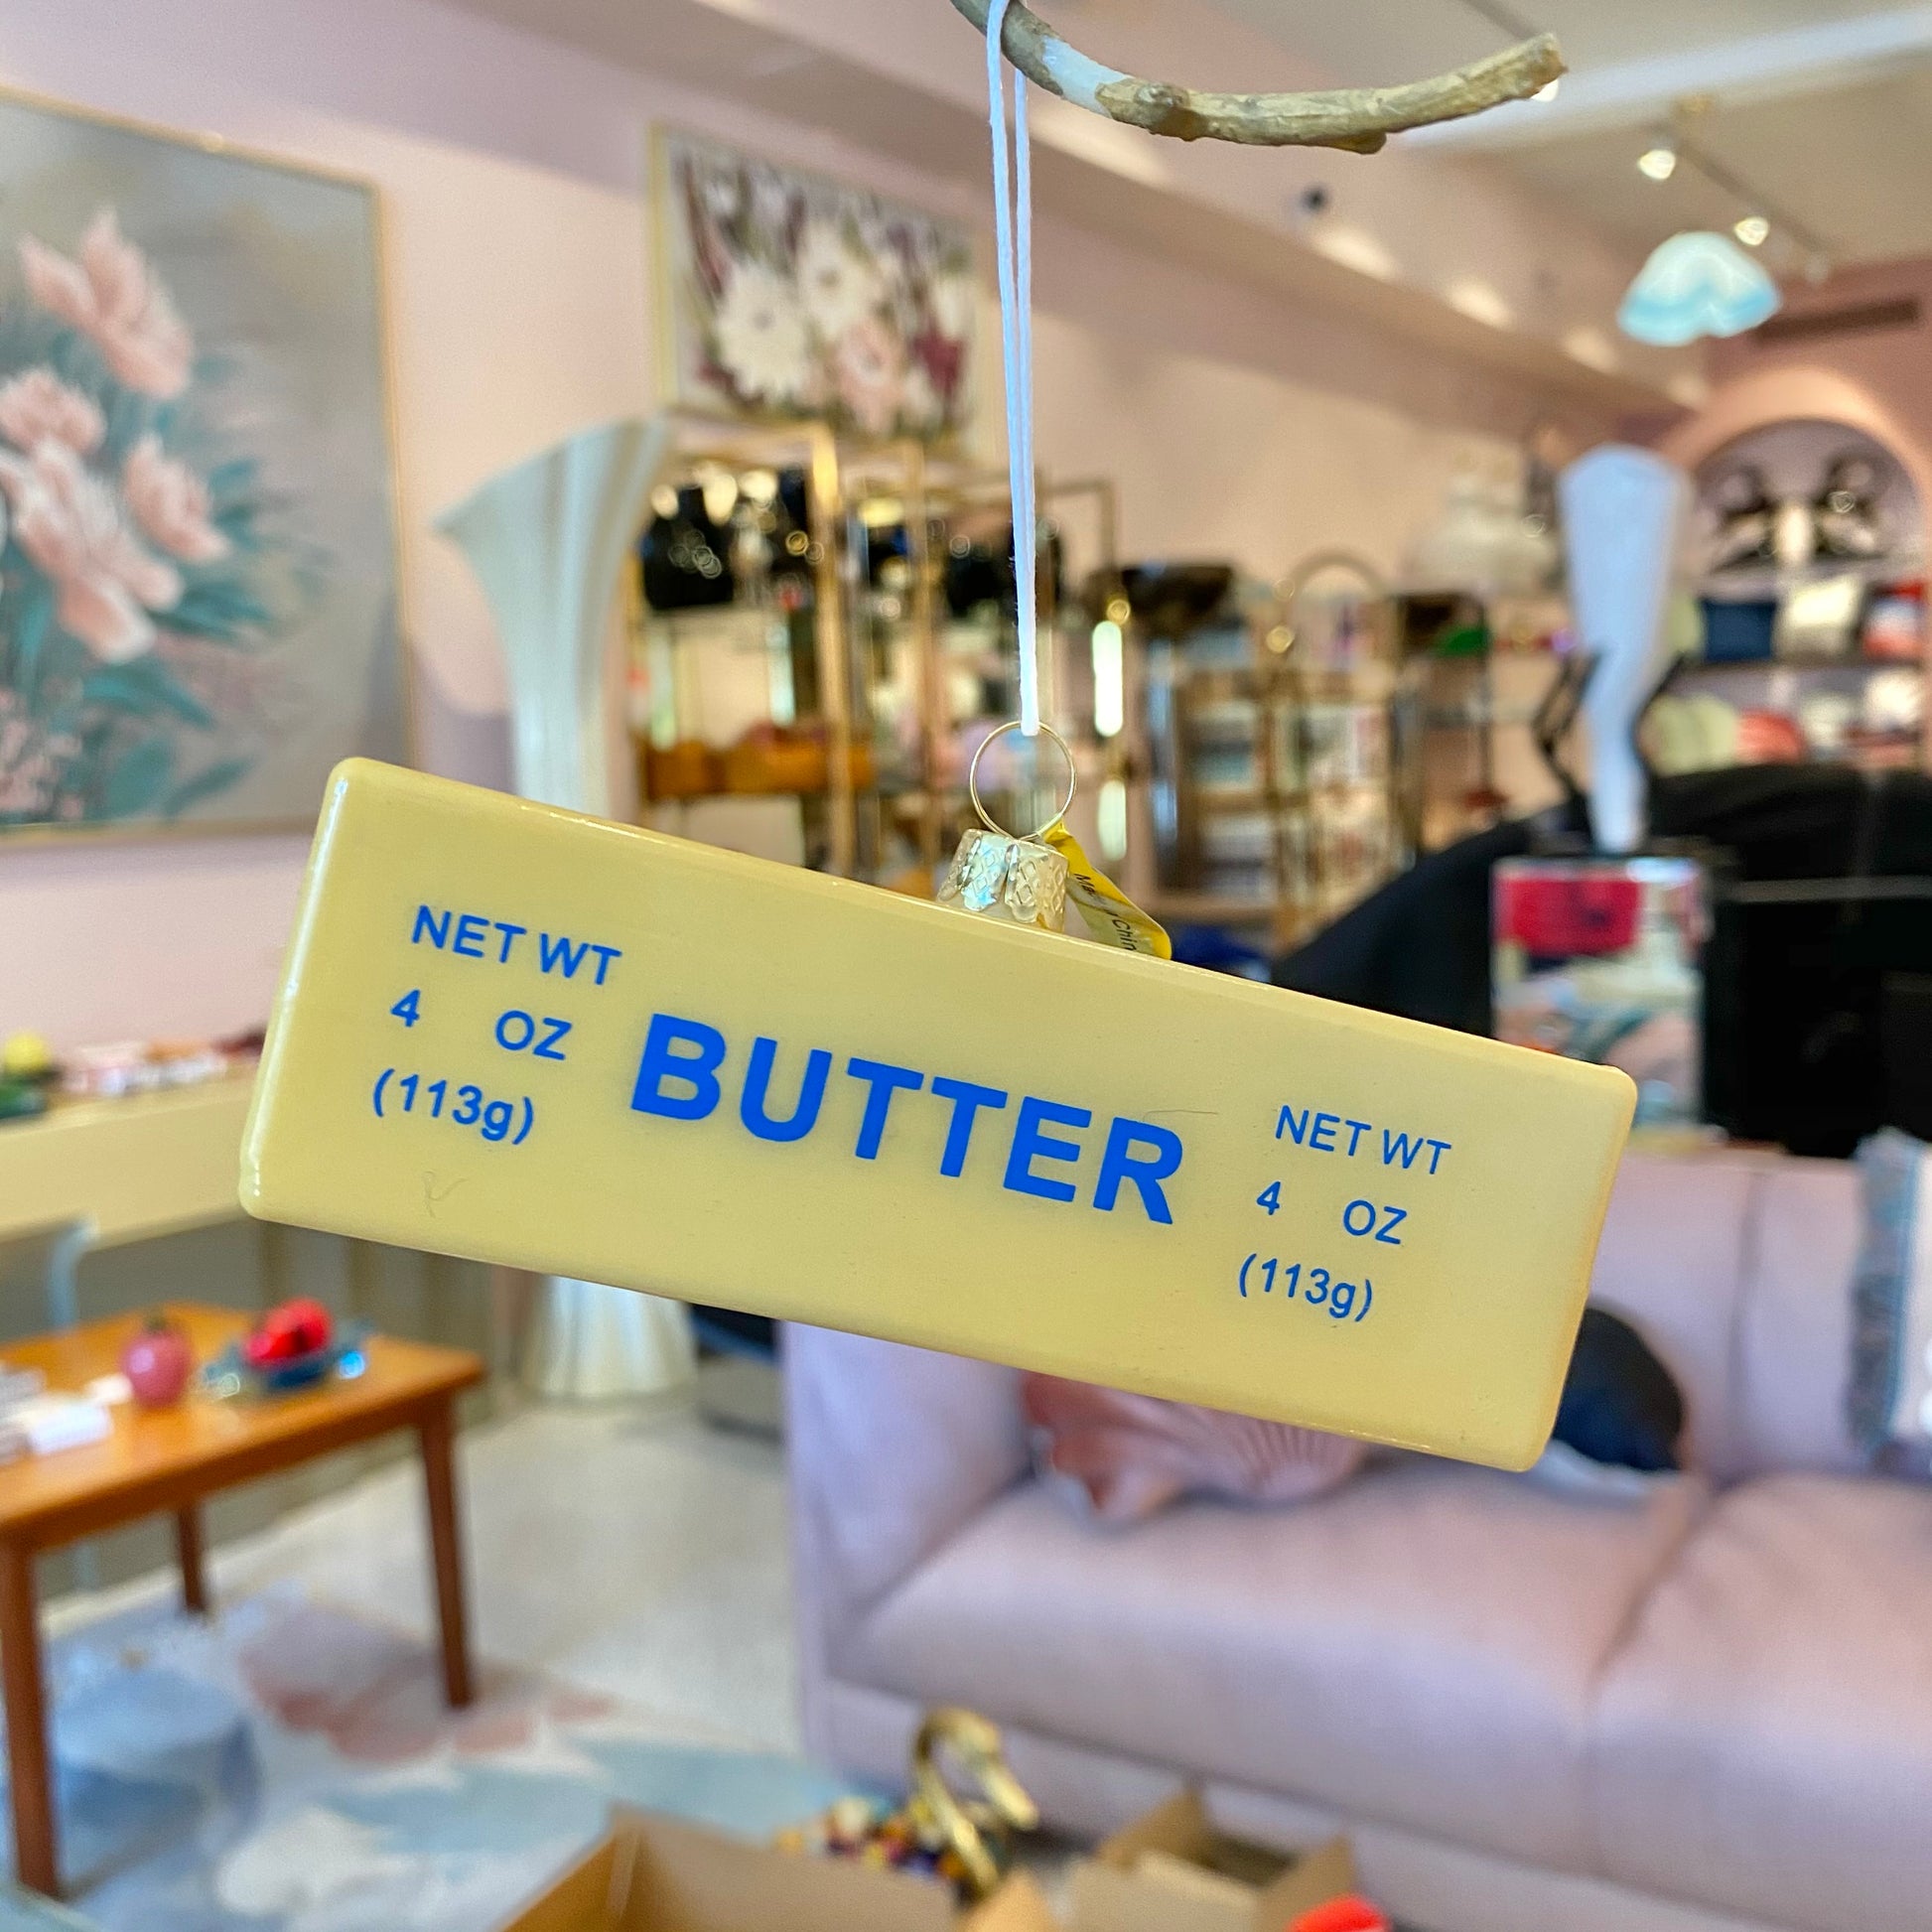 NET WT
4 OZ
(113g)
BUTTER
NET WT
4 OZ
(113g)